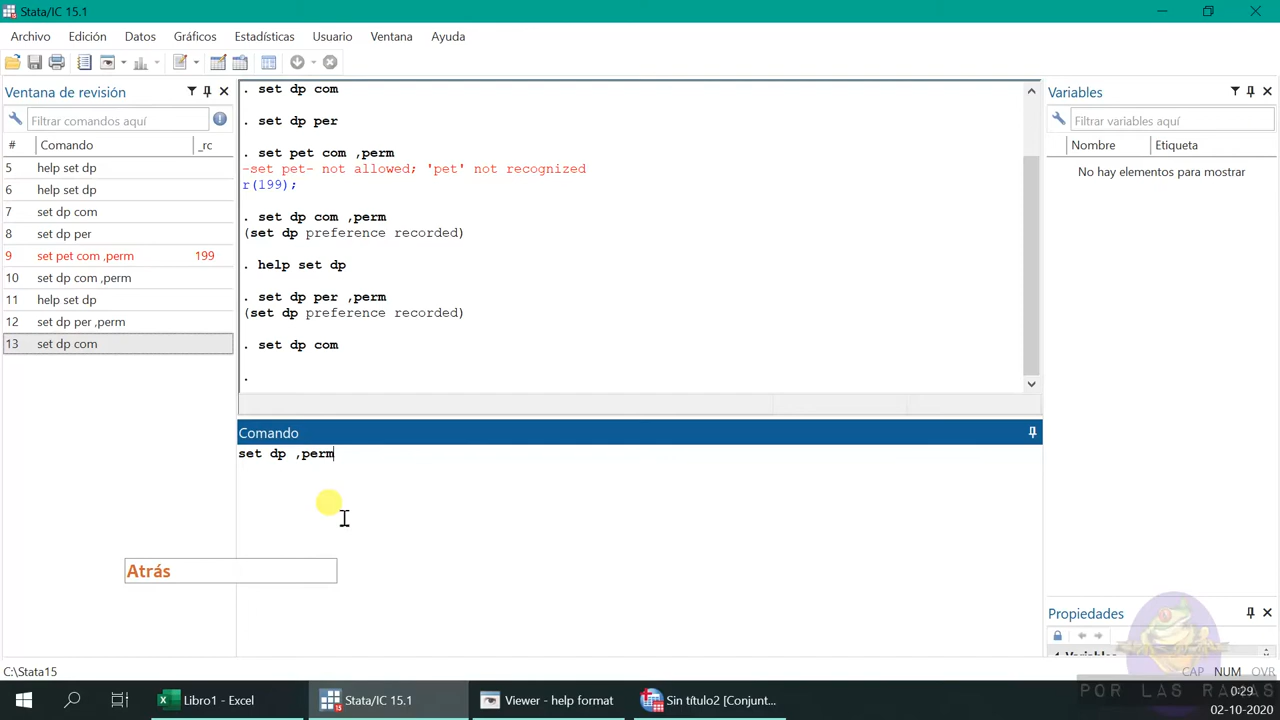 Stata/IC 15.1
Archivo Edición Datos Gráficos Estadísticas Usuario Ventana Ayuda
Ventana de revisión
Filtrar comandos aquí
# Comando _rc
5 help set dp
6 help set dp
7 set dp com
8 set dp per
9 set pet com ,perm 199
10 set dp com ,perm
11 help set dp
12 set dp per ,perm
13 set dp com
. set dp com
. set dp per
. set pet com ,perm
-set pet- not allowed; 'pet' not recognized
r(199);
. set dp com ,perm
(set dp preference recorded)
. help set dp
. set dp per ,perm
(set dp preference recorded)
. set dp com
.
Comando
set dp ,perm
Atrás
Variables
Filtrar variables aquí
Nombre Etiqueta
No hay elementos para mostrar
Propiedades
C:\Stata15
CAP NUM OVR
POR LAS RANAS
Libro1 - Excel
Stata/IC 15.1
Viewer - help format
Sin título2 [Conjunt...
0:29
02-10-2020